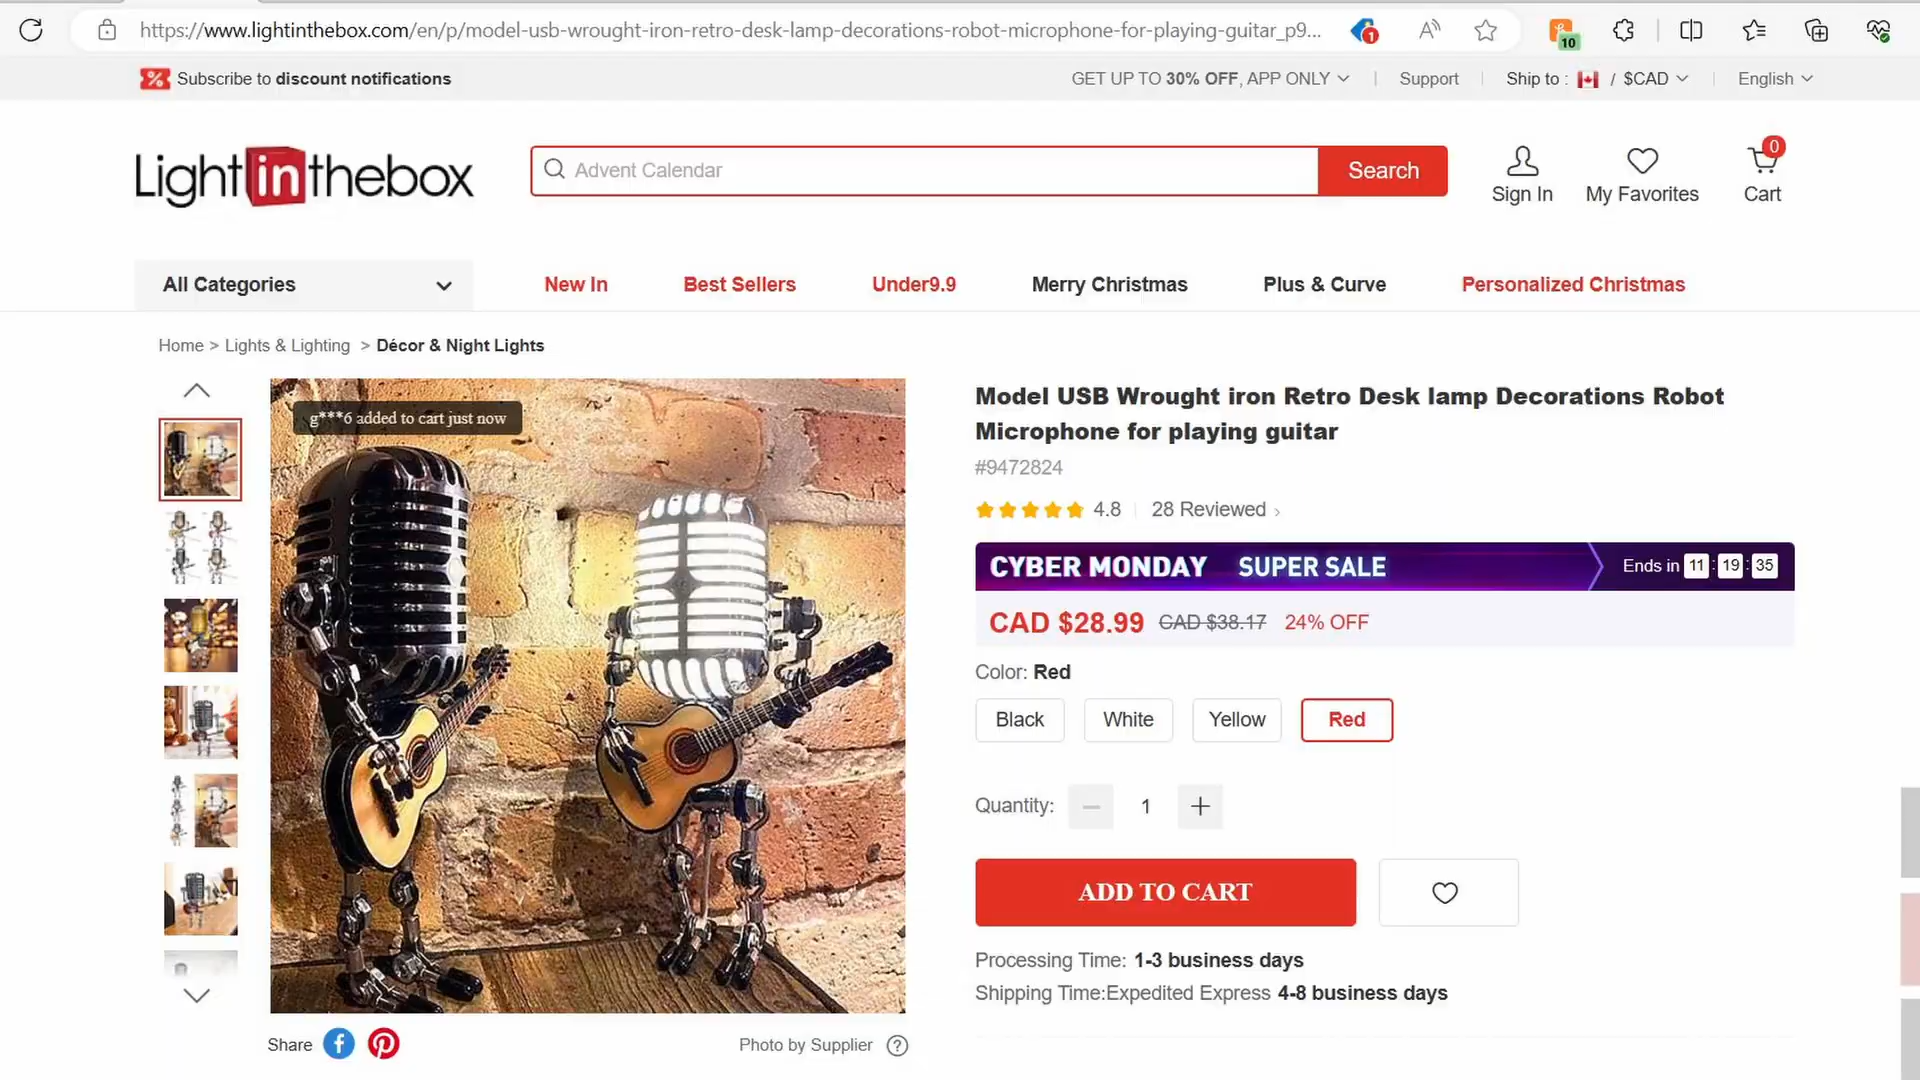 https://www.lightinthebox.com/en/p/model-usb-wrought-iron-retro-desk-lamp-decorations-robot-microphone-for-playing-guitar_p9...
1
10
Subscribe to discount notifications
GET UP TO 30% OFF, APP ONLY
Support
Ship to : / $CAD
English
Lightinthebox
Advent Calendar
Search
Sign In
My Favorites
0
Cart
All Categories
New In
Best Sellers
Under9.9
Merry Christmas
Plus & Curve
Personalized Christmas
Home > Lights & Lighting > Décor & Night Lights
g***6 added to cart just now
Share
Photo by Supplier
Model USB Wrought iron Retro Desk lamp Decorations Robot
Microphone for playing guitar
#9472824
4.8
28 Reviewed >
CYBER MONDAY SUPER SALE
Ends in 11 : 19 : 35
CAD $28.99 CAD $38.17 24% OFF
Color: Red
Black
White
Yellow
Red
Quantity: 1
ADD TO CART
Processing Time: 1-3 business days
Shipping Time:Expedited Express 4-8 business days